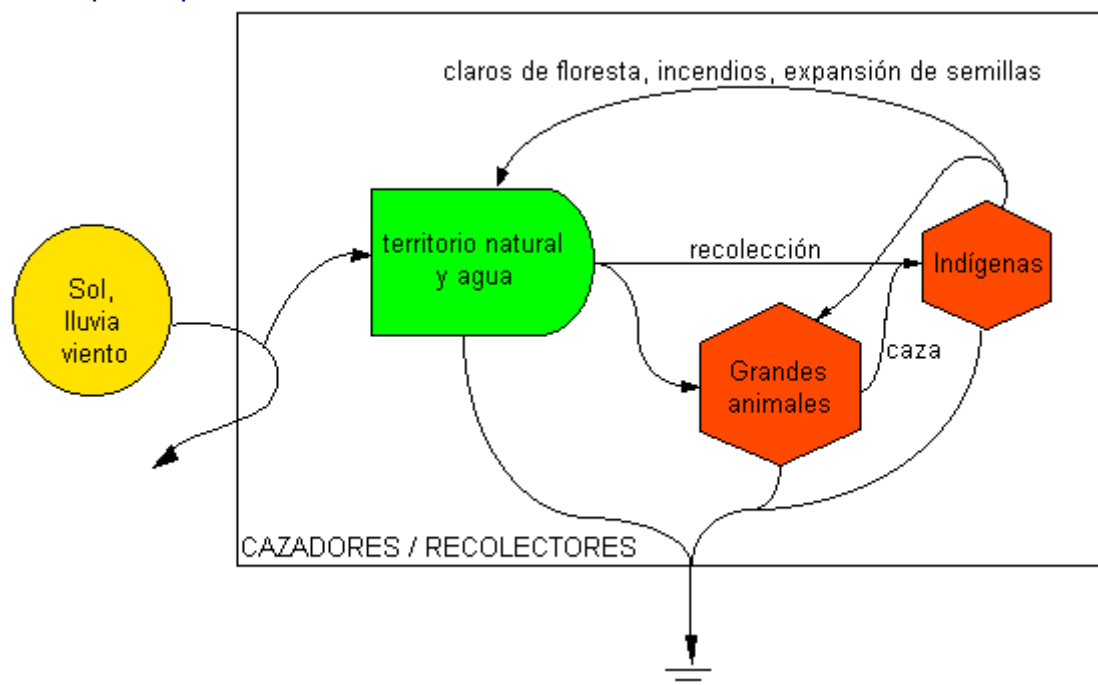 claros de floresta, incendios, expansión de semillas
territorio natural
y agua
recolección
Indígenas
Sol,
lluvia
viento
caza
Grandes
animales
CAZADORES / RECOLECTORES